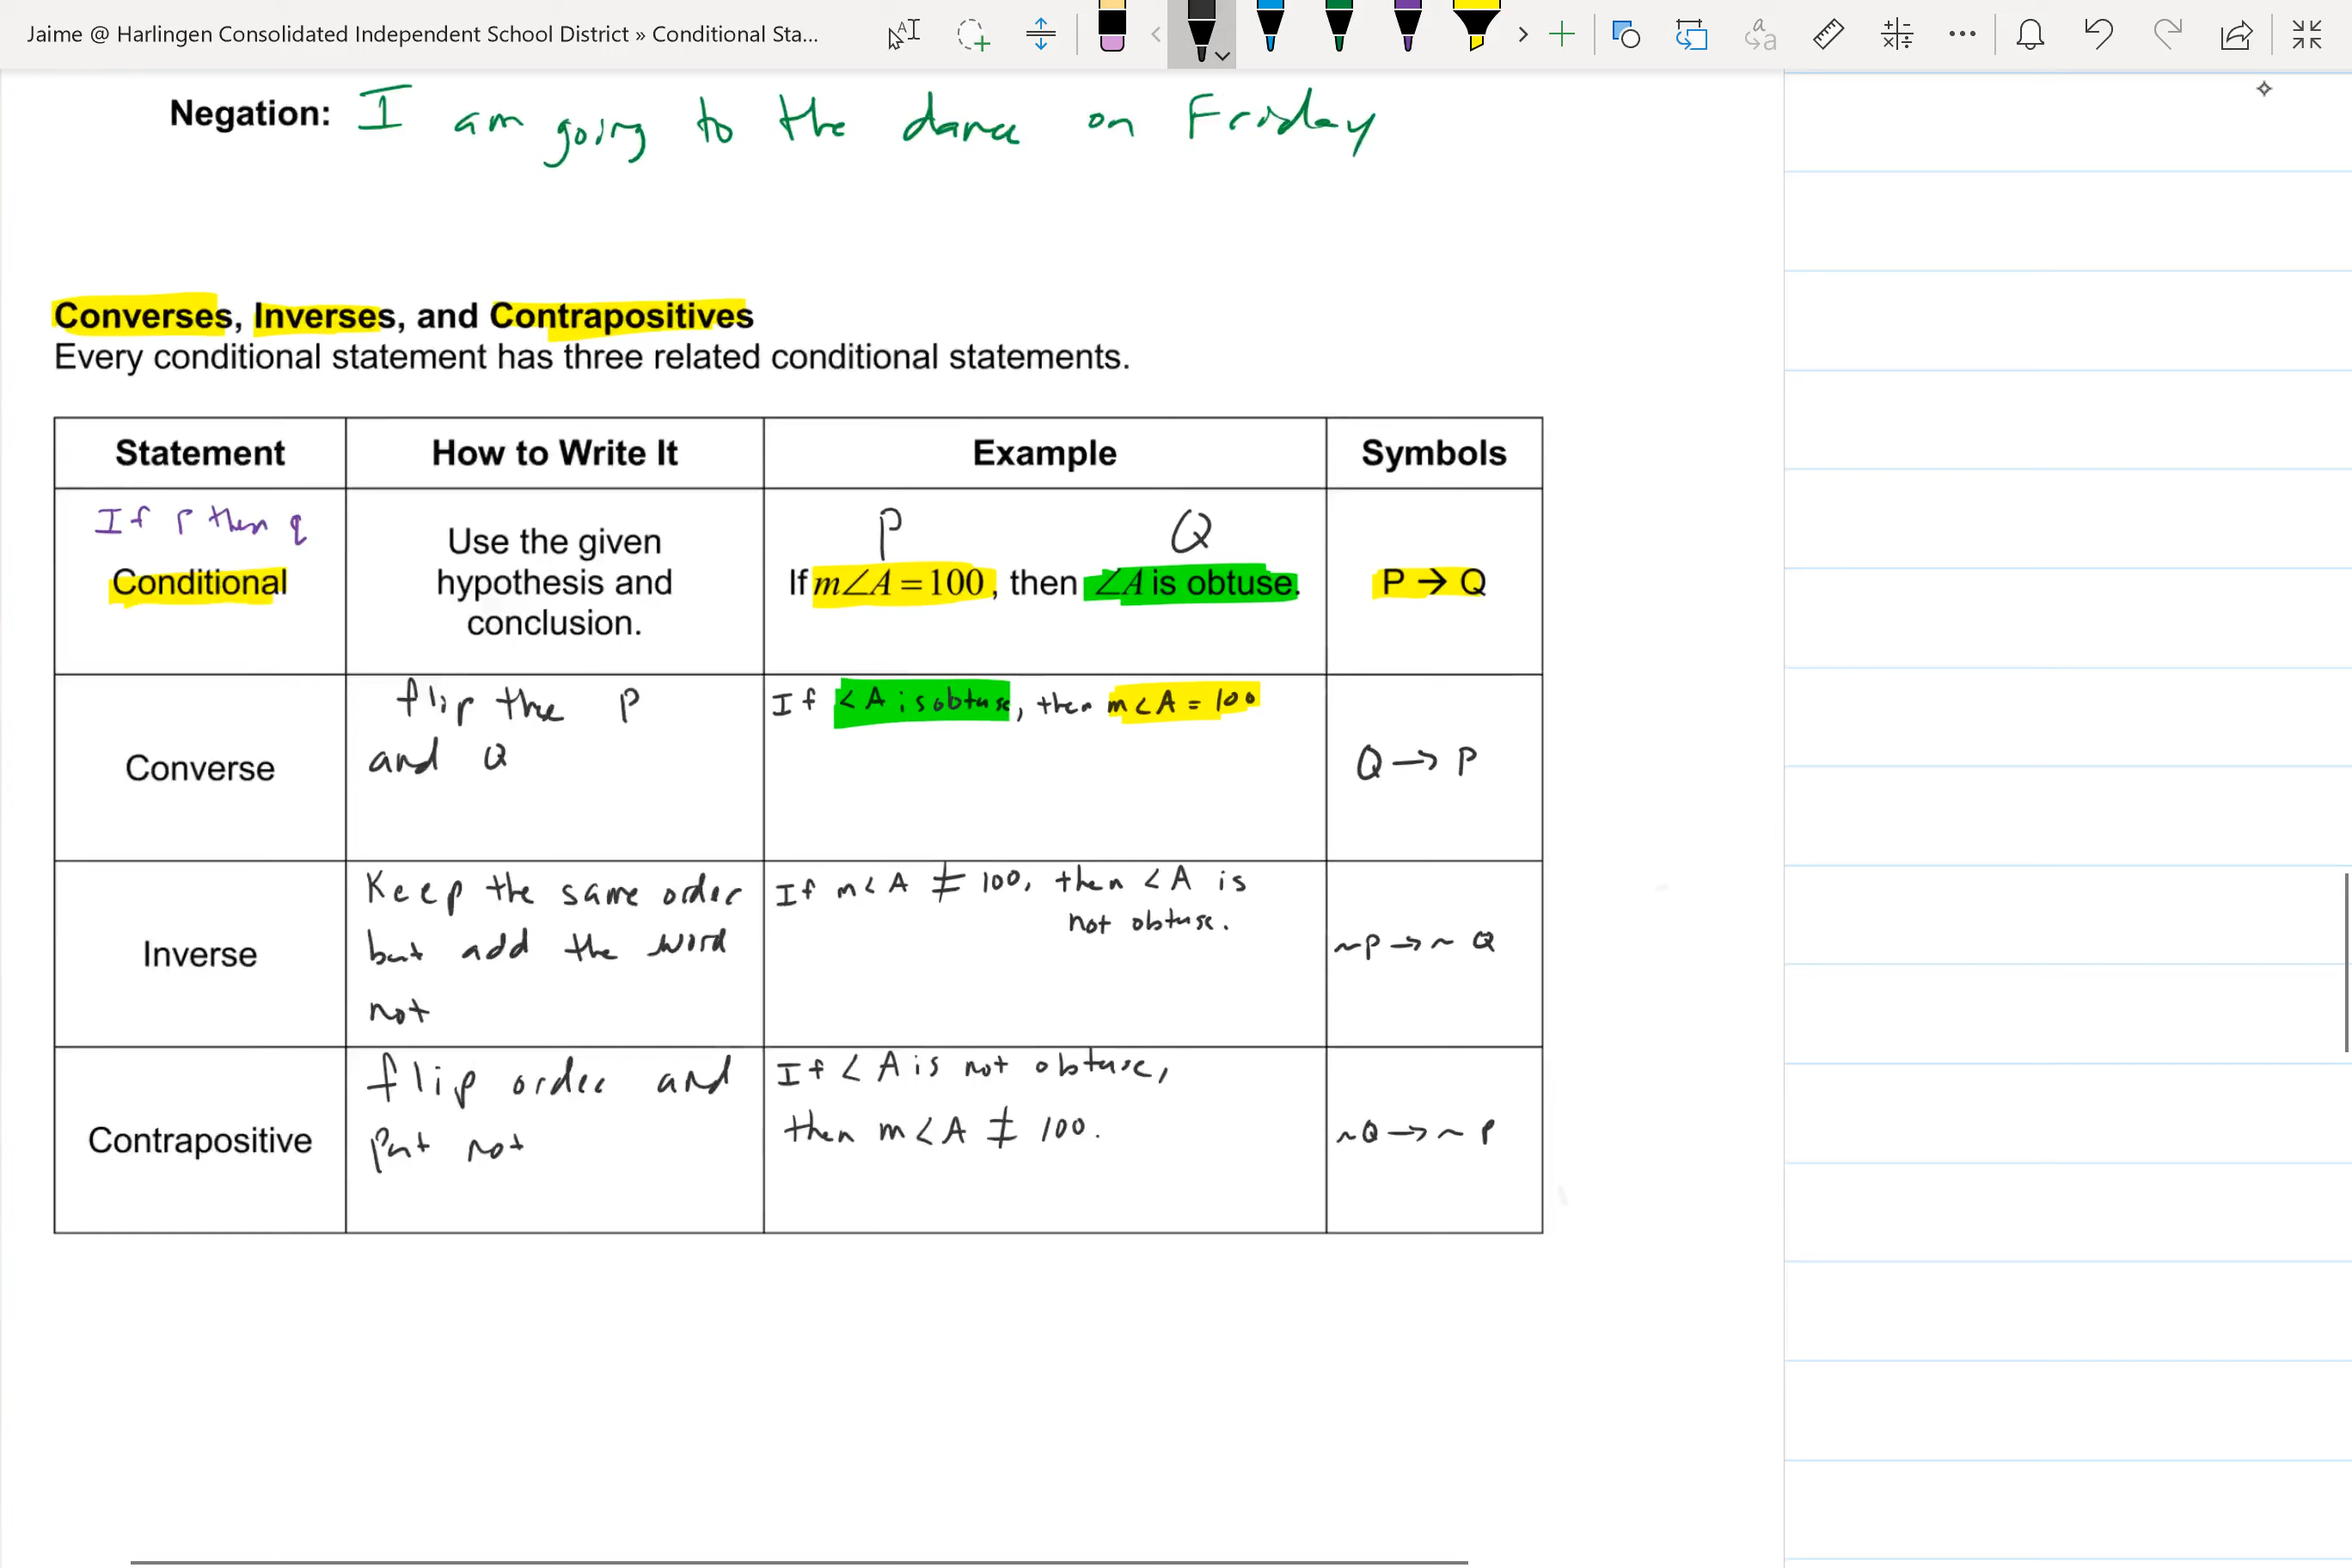 Jaime @ Harlingen Consolidated Independent School District » Conditional Sta...
Negation: I am going to the dance on Friday
Converses, Inverses, and Contrapositives
Every conditional statement has three related conditional statements.
Statement How to Write It Example Symbols
If p then q
Conditional
Use the given
hypothesis and
conclusion.
P Q
If m∠A = 100, then ∠A is obtuse.
P → Q
Converse
flip the P
and Q
If ∠A is obtuse, then m∠A = 100
Q → P
Inverse
Keep the same order
but add the word
not
If m∠A ≠ 100, then ∠A is
not obtuse.
~P → ~Q
Contrapositive
flip order and
put not
If ∠A is not obtuse,
then m∠A ≠ 100.
~Q → ~P